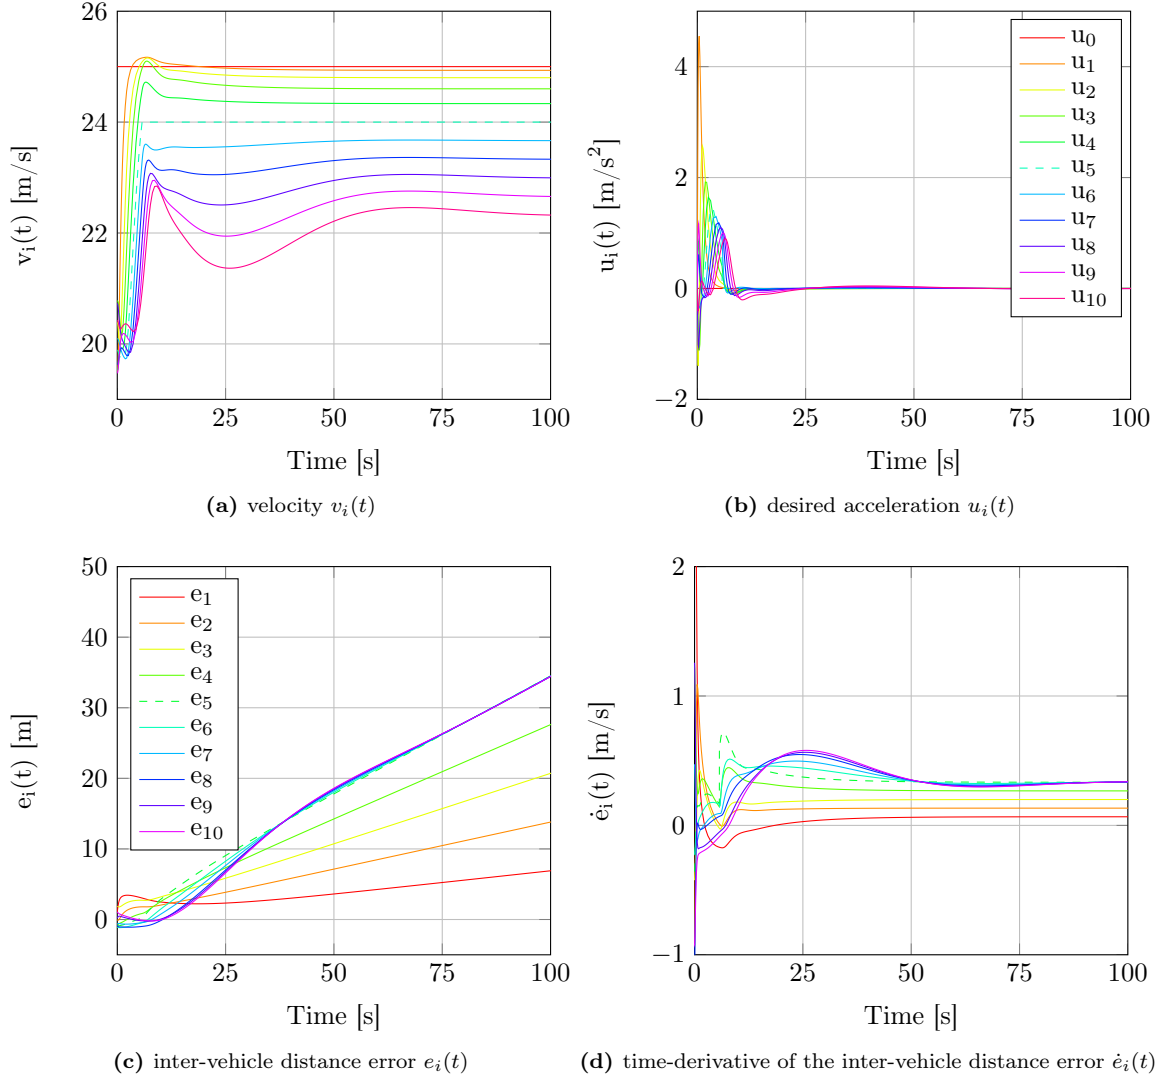 26
24
22
20
0
25
50
75
100
v_i(t) [m/s]
Time [s]
(a) velocity v_i(t)
4
2
0
−2
0
25
50
75
100
u_i(t) [m/s²]
Time [s]
u_0
u_1
u_2
u_3
u_4
u_5
u_6
u_7
u_8
u_9
u_10
(b) desired acceleration u_i(t)
50
40
30
20
10
0
0
25
50
75
100
e_i(t) [m]
Time [s]
e_1
e_2
e_3
e_4
e_5
e_6
e_7
e_8
e_9
e_10
(c) inter-vehicle distance error e_i(t)
2
1
0
−1
0
25
50
75
100
ė_i(t) [m/s]
Time [s]
(d) time-derivative of the inter-vehicle distance error ė_i(t)